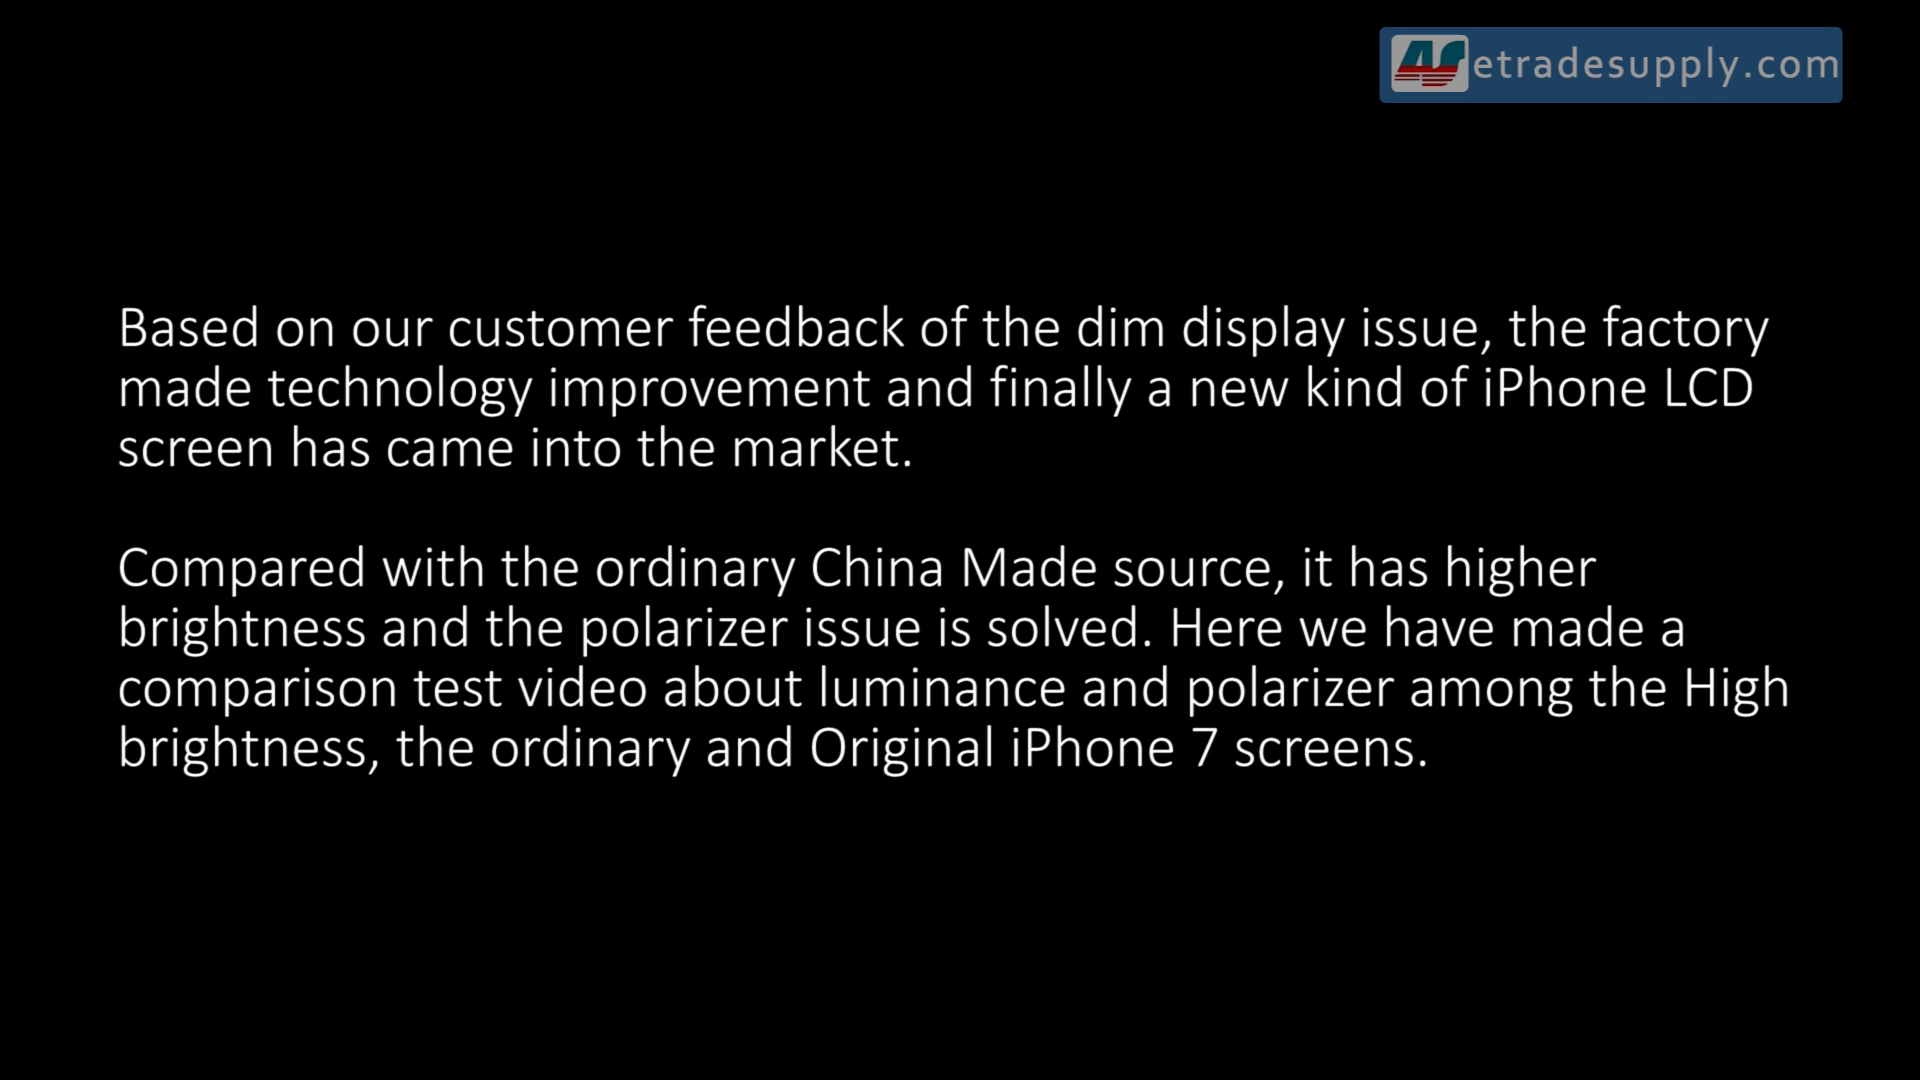 etradesupply.com
Based on our customer feedback of the dim display issue, the factory
made technology improvement and finally a new kind of iPhone LCD
screen has came into the market.
Compared with the ordinary China Made source, it has higher
brightness and the polarizer issue is solved. Here we have made a
comparison test video about luminance and polarizer among the High
brightness, the ordinary and Original iPhone 7 screens.